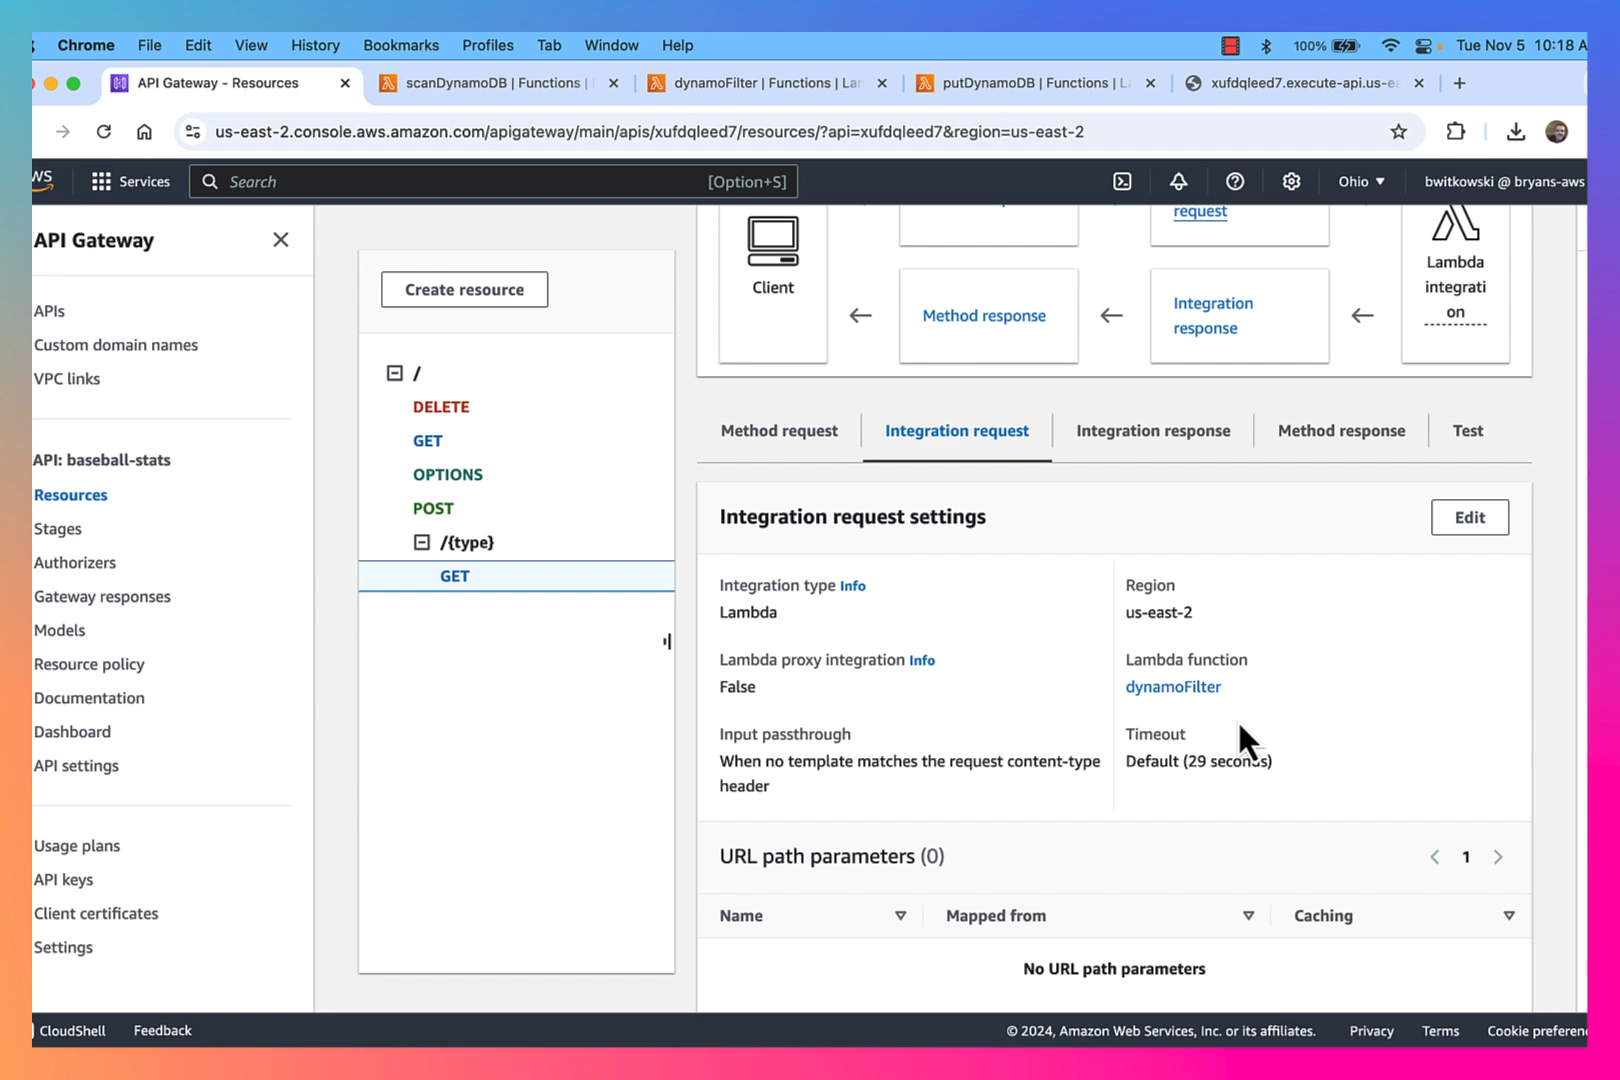 Chrome File Edit View History Bookmarks Profiles Tab Window Help 100% Tue Nov 5 10:18 A
API Gateway - Resources scanDynamoDB | Functions | dynamoFilter | Functions | Lar putDynamoDB | Functions | L xufdqleed7.execute-api.us-ea
us-east-2.console.aws.amazon.com/apigateway/main/apis/xufdqleed7/resources/?api=xufdqleed7&region=us-east-2
Services Search [Option+S] Ohio bwitkowski @ bryans-aws
API Gateway
APIs
Custom domain names
VPC links
API: baseball-stats
Resources
Stages
Authorizers
Gateway responses
Models
Resource policy
Documentation
Dashboard
API settings
Usage plans
API keys
Client certificates
Settings
Create resource
/
DELETE
GET
OPTIONS
POST
/{type}
GET
request
Client
Method response
Integration
response
Lambda
integrati
on
Method request Integration request Integration response Method response Test
Integration request settings Edit
Integration type Info
Lambda
Region
us-east-2
Lambda proxy integration Info
False
Lambda function
dynamoFilter
Input passthrough
When no template matches the request content-type
header
Timeout
Default (29 seconds)
URL path parameters (0) 1
Name Mapped from Caching
No URL path parameters
CloudShell Feedback © 2024, Amazon Web Services, Inc. or its affiliates. Privacy Terms Cookie preferen